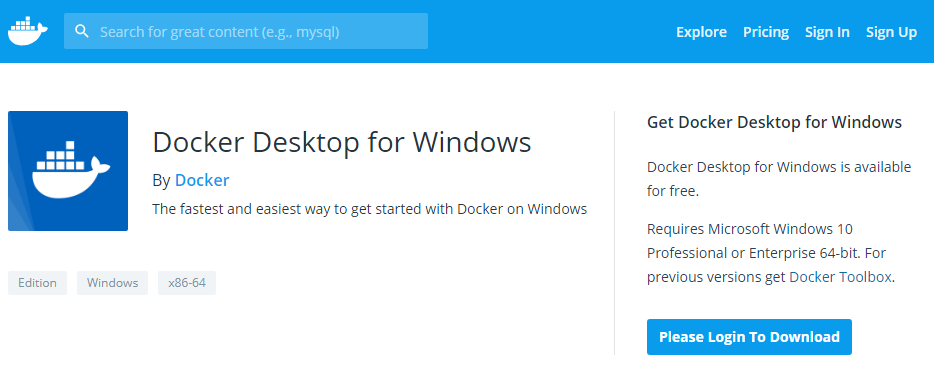 Search for great content (e.g., mysql)
Explore Pricing Sign In Sign Up
Docker Desktop for Windows
By Docker
The fastest and easiest way to get started with Docker on Windows
Edition Windows x86-64
Get Docker Desktop for Windows
Docker Desktop for Windows is available
for free.
Requires Microsoft Windows 10
Professional or Enterprise 64-bit. For
previous versions get Docker Toolbox.
Please Login To Download